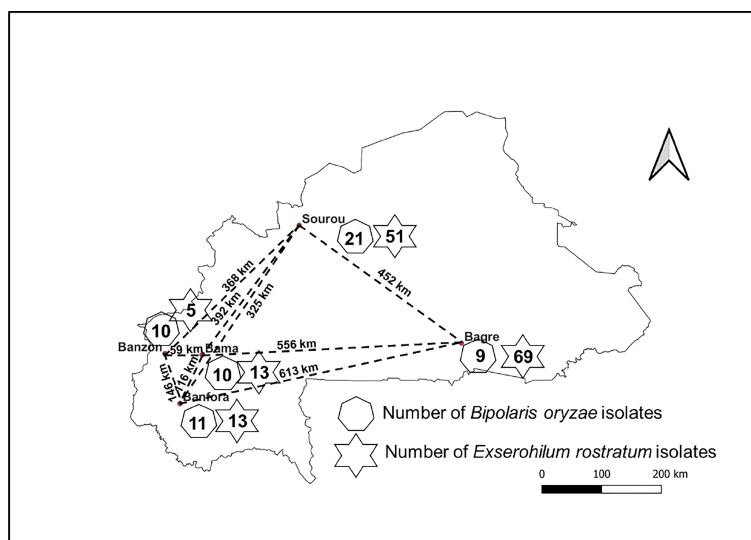 Sourou
21
51
368 km
392 km
325 km
452 km
5
10
Banzon
59 km
Bama
556 km
Bagre
9
69
10
13
613 km
146 km
Banfora
11
13
Number of Bipolaris oryzae isolates
Number of Exserohilum rostratum isolates
0 100 200 km